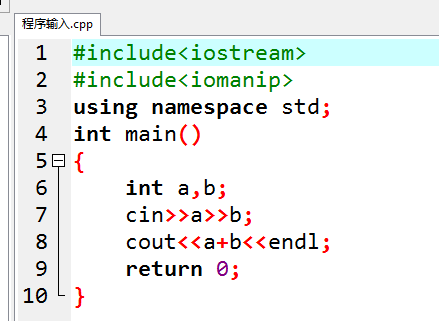 程序输入.cpp
1 #include<iostream>
2 #include<iomanip>
3 using namespace std;
4 int main()
5 {
6 int a,b;
7 cin>>a>>b;
8 cout<<a+b<<endl;
9 return 0;
10 }